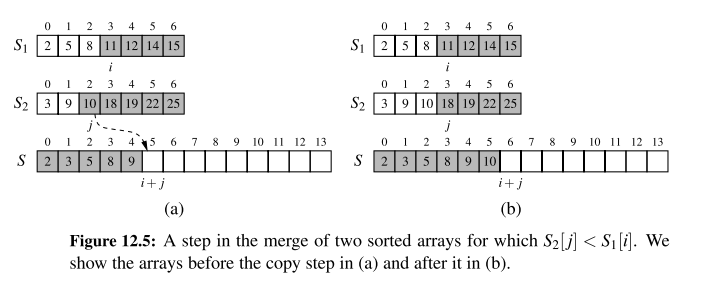 0 1 2 3 4 5 6
S1 2 5 8 11 12 14 15
i
0 1 2 3 4 5 6
S2 3 9 10 18 19 22 25
j
0 1 2 3 4 5 6 7 8 9 10 11 12 13
S 2 3 5 8 9
i + j
(a)
0 1 2 3 4 5 6
S1 2 5 8 11 12 14 15
i
0 1 2 3 4 5 6
S2 3 9 10 18 19 22 25
j
0 1 2 3 4 5 6 7 8 9 10 11 12 13
S 2 3 5 8 9 10
i + j
(b)
Figure 12.5: A step in the merge of two sorted arrays for which S2[j] < S1[i]. We
show the arrays before the copy step in (a) and after it in (b).